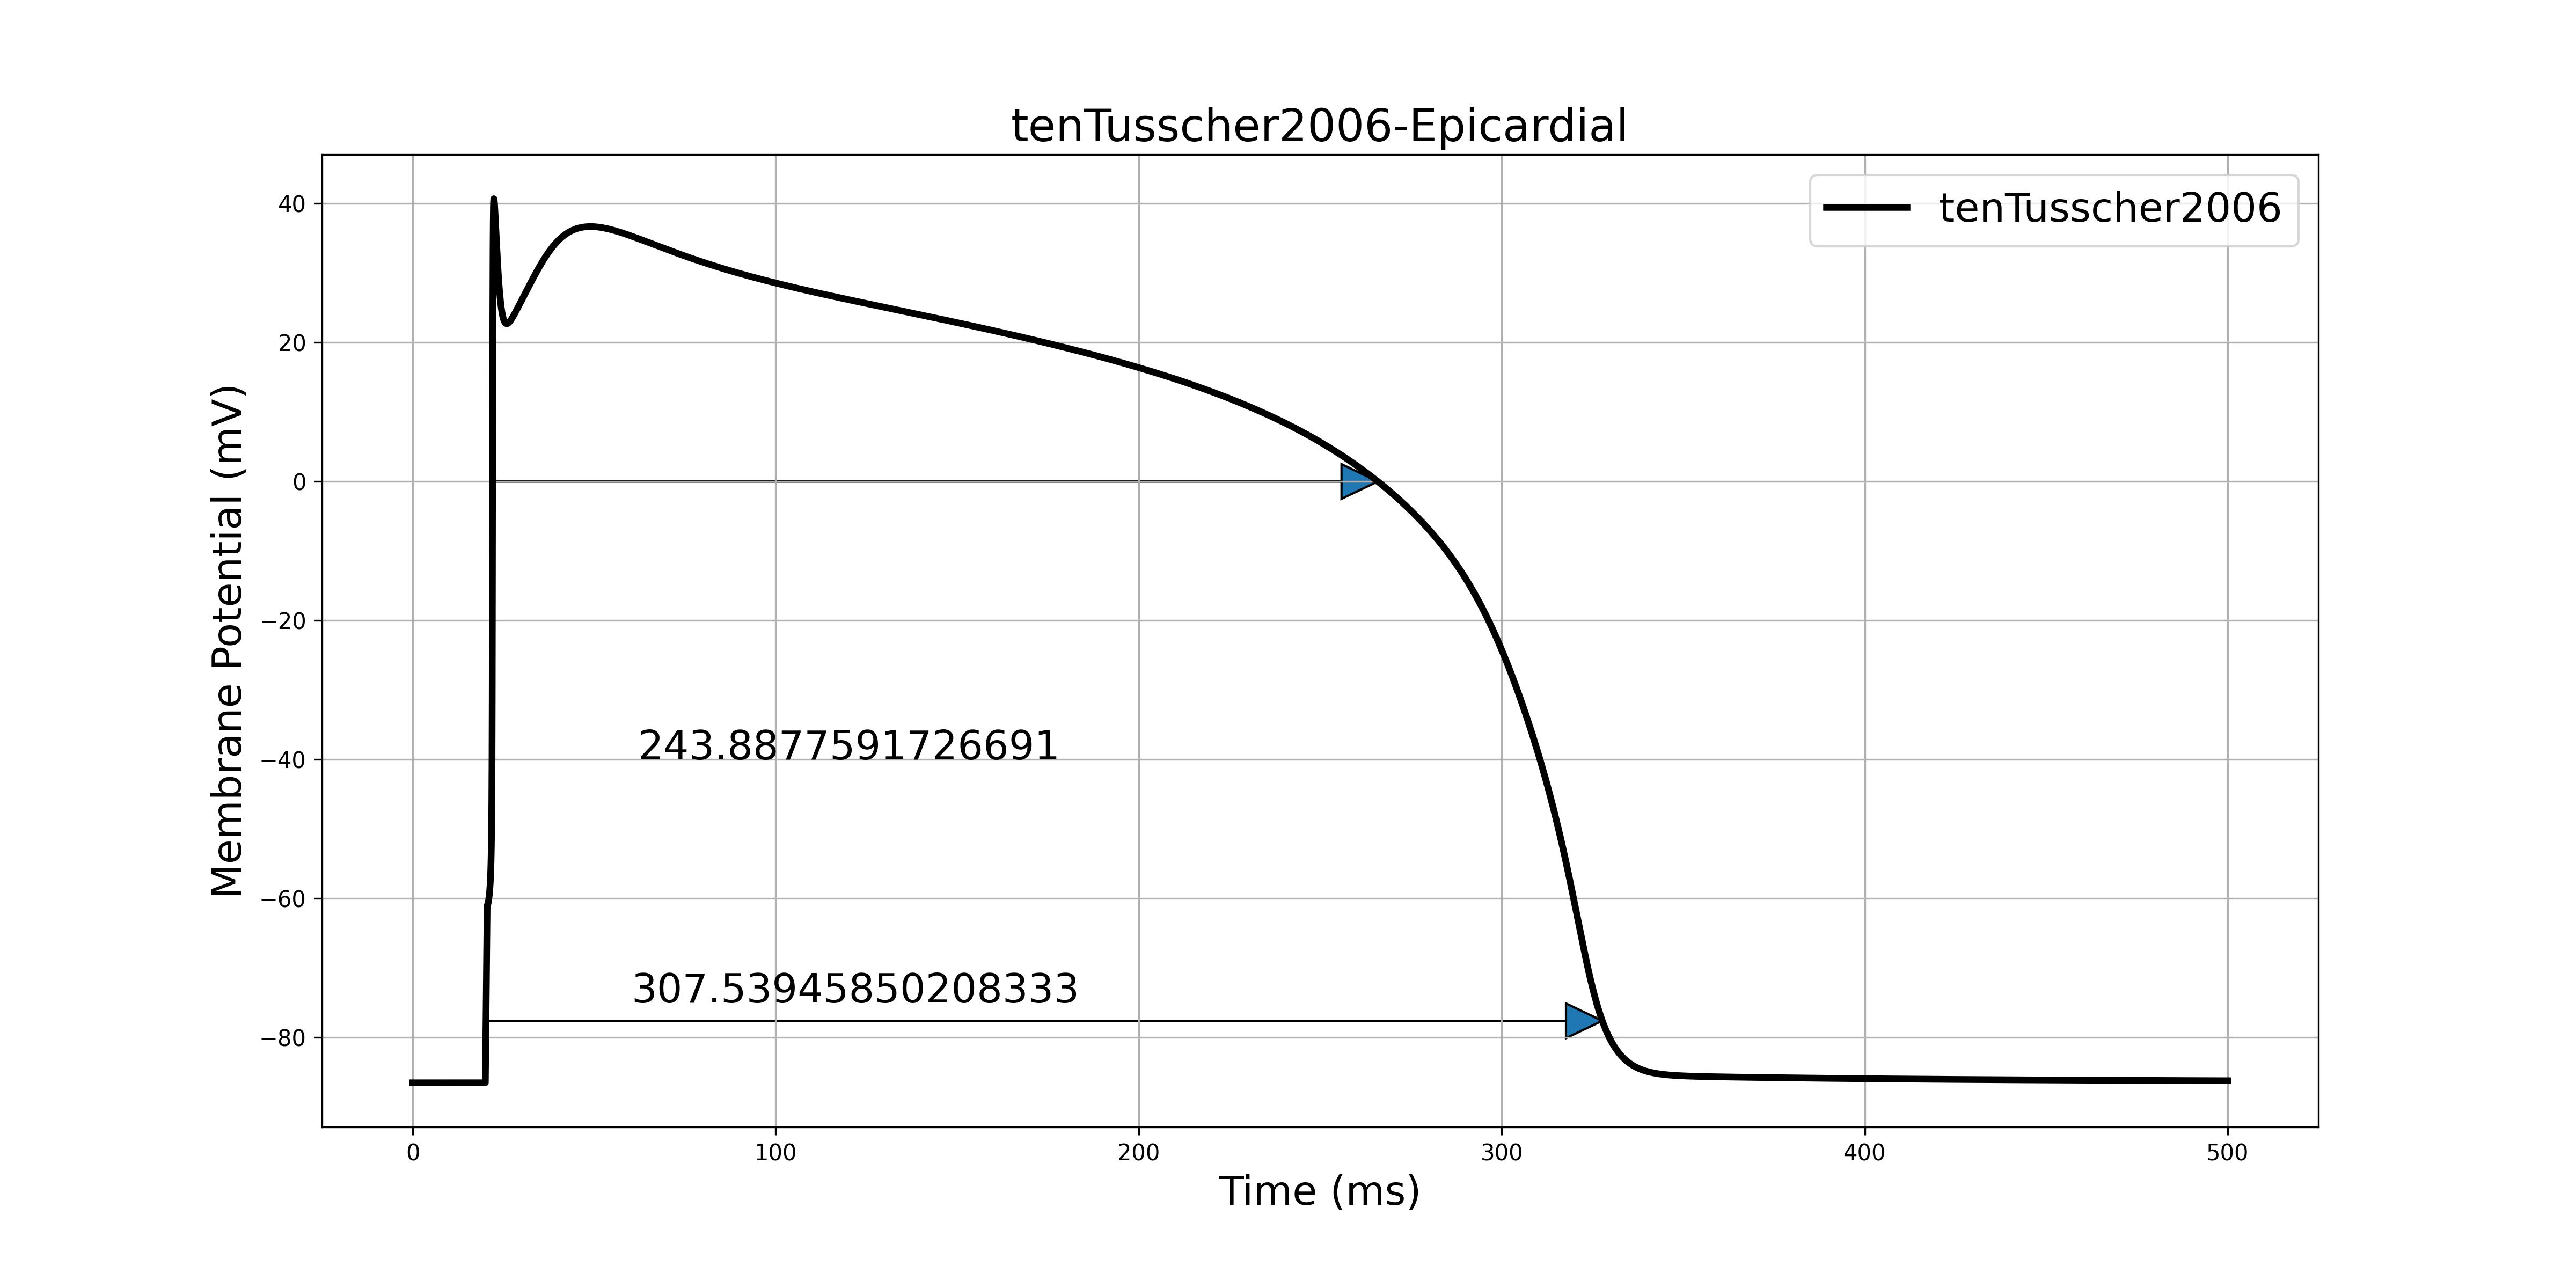 tenTusscher2006-Epicardial
tenTusscher2006
Membrane Potential (mV)
40
20
0
−20
−40
−60
−80
243.8877591726691
307.53945850208333
0 100 200 300 400 500
Time (ms)